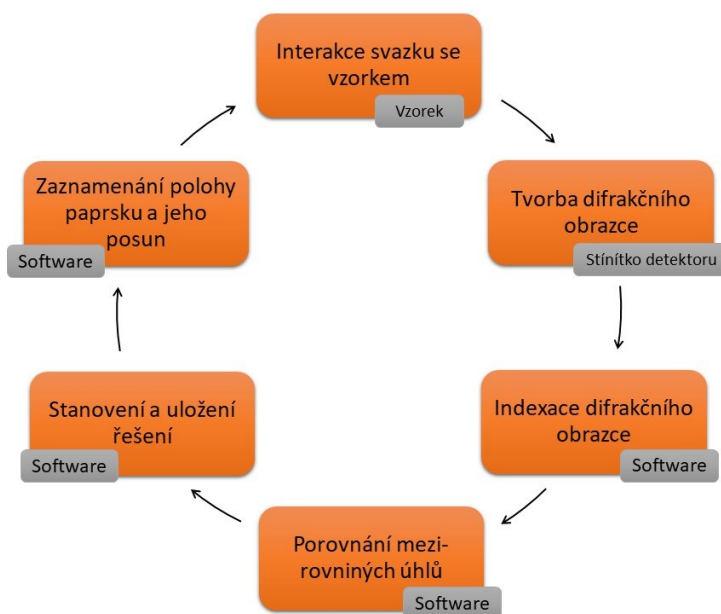 Interakce svazku se
vzorkem
Vzorek
Tvorba difrakčního
obrazce
Stínítko detektoru
Indexace difrakčního
obrazce
Software
Porovnání mezi-
rovniných úhlů
Software
Stanovení a uložení
řešení
Software
Zaznamenání polohy
paprsku a jeho
posun
Software